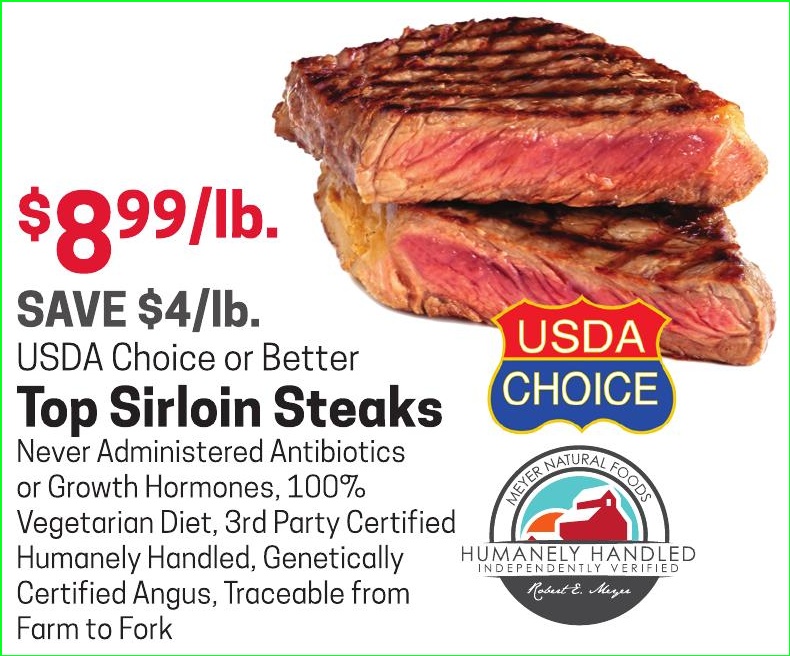 $8.99/lb.
SAVE $4/lb.
USDA Choice or Better
Top Sirloin Steaks
Never Administered Antibiotics
or Growth Hormones, 100%
Vegetarian Diet, 3rd Party Certified
Humanely Handled, Genetically
Certified Angus, Traceable from
Farm to Fork
USDA
CHOICE
MEYER NATURAL FOODS
HUMANELY HANDLED
INDEPENDENTLY VERIFIED
Robert E. Meyer